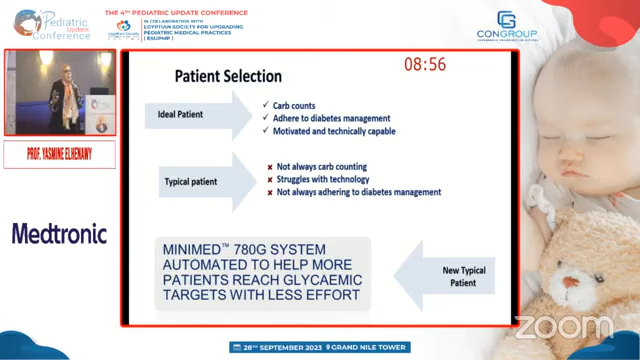 Pediatric
Update
Conference
THE 4TH PEDIATRIC UPDATE CONFERENCE
IN COLLABORATION WITH
EGYPTIAN SOCIETY FOR UPGRADING
PEDIATRIC MEDICAL PRACTICES
( ESUPMP )
CONGROUP
08:56
Patient Selection
Ideal Patient
✓ Carb counts
✓ Adhere to diabetes management
✓ Motivated and technically capable
Typical patient
✘ Not always carb counting
✘ Struggles with technology
✘ Not always adhering to diabetes management
PROF. YASMINE ELHENAWY
Medtronic
MINIMED™ 780G SYSTEM
AUTOMATED TO HELP MORE
PATIENTS REACH GLYCAEMIC
TARGETS WITH LESS EFFORT
New Typical
Patient
zoom
28TH SEPTEMBER 2023 GRAND NILE TOWER